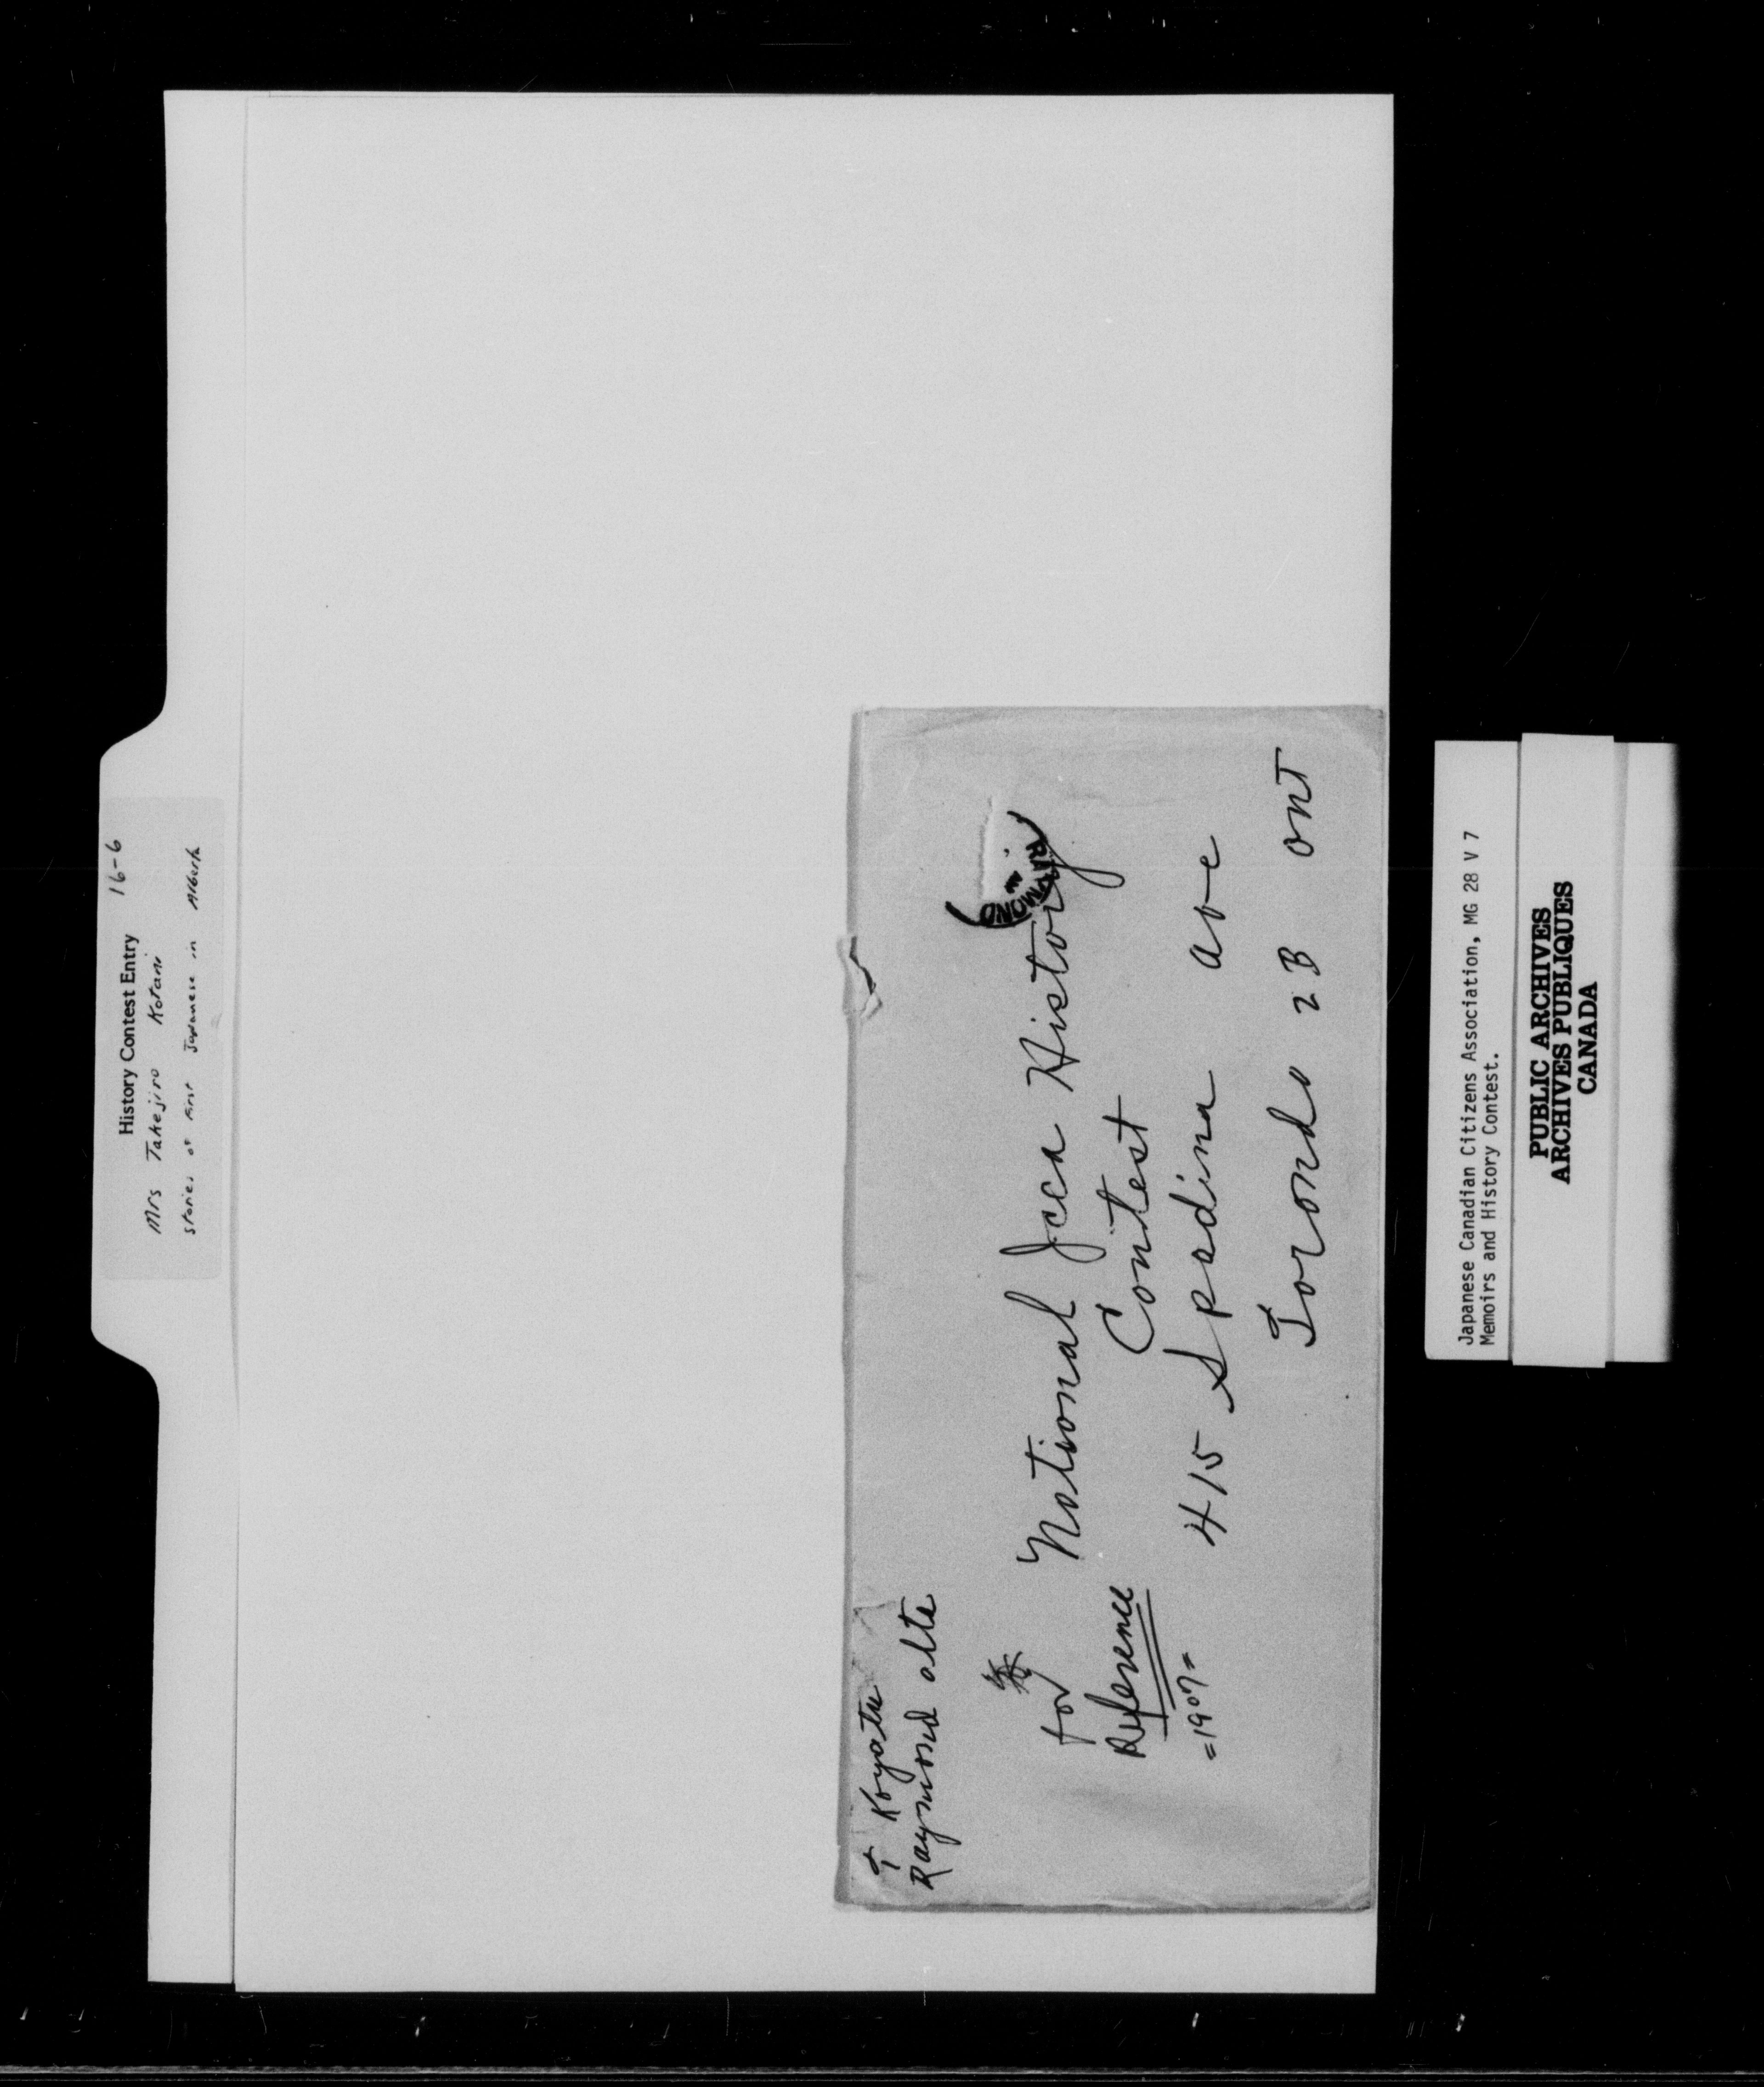 History Contest Entry 16-6
Mrs Takejiro Kotani
stories of First Japanese in Alberta
T Koyata
Raymond alta
RAYMOND
for
Reference
=1907=
National Jcca History
Contest
415 Spadina ave
Toronto 2B ont
Japanese Canadian Citizens Association, MG 28 V 7
Memoirs and History Contest.
PUBLIC ARCHIVES
ARCHIVES PUBLIQUES
CANADA